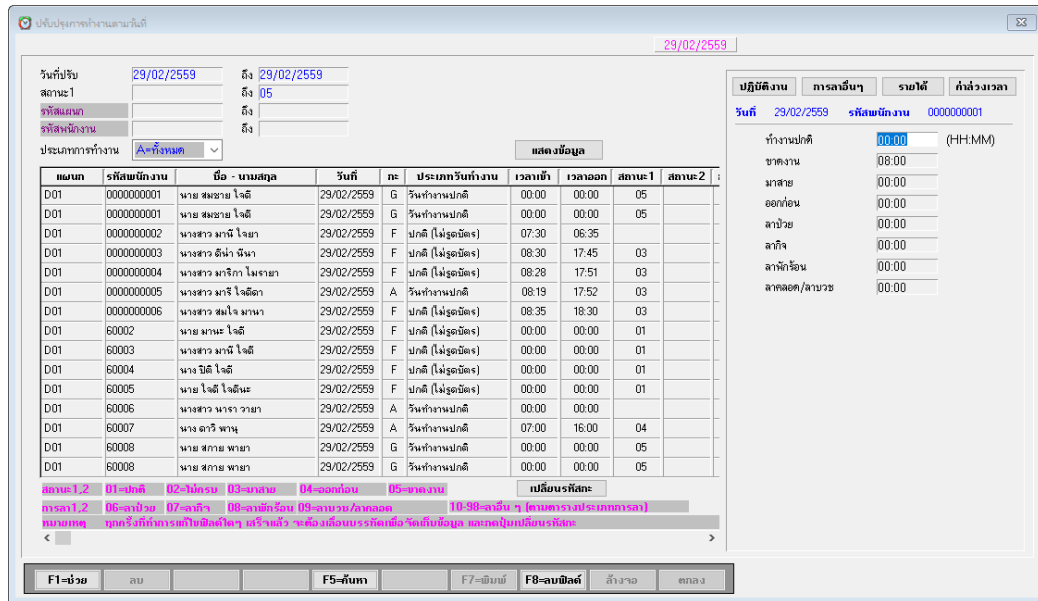 ปรับปรุงการทำงานตามวันที่
29/02/2559
วันที่ปรับ 29/02/2559 ถึง 29/02/2559
สถานะ1 ถึง 05
รหัสแผนก ถึง
รหัสพนักงาน ถึง
ประเภทการทำงาน A=ทั้งหมด แสดงข้อมูล
แผนก รหัสพนักงาน ชื่อ - นามสกุล วันที่ กะ ประเภทวันทำงาน เวลาเข้า เวลาออก สถานะ1 สถานะ2
D01 0000000001 นาย สมชาย ใจดี 29/02/2559 G วันทำงานปกติ 00:00 00:00 05
D01 0000000001 นาย สมชาย ใจดี 29/02/2559 G วันทำงานปกติ 00:00 00:00 05
D01 0000000002 นางสาว มานี ใจยา 29/02/2559 F ปกติ (ไม่รูดบัตร) 07:30 06:35
D01 0000000003 นางสาว ดีน่า นีนา 29/02/2559 F ปกติ (ไม่รูดบัตร) 08:30 17:45 03
D01 0000000004 นางสาว มาริกา ไมรายา 29/02/2559 F ปกติ (ไม่รูดบัตร) 08:28 17:51 03
D01 0000000005 นางสาว มารี ใจดีดา 29/02/2559 A วันทำงานปกติ 08:19 17:52 03
D01 0000000006 นางสาว สมใจ มานา 29/02/2559 F ปกติ (ไม่รูดบัตร) 08:35 18:30 03
D01 60002 นาย มานะ ใจดี 29/02/2559 F ปกติ (ไม่รูดบัตร) 00:00 00:00 01
D01 60003 นางสาว มานี ใจดี 29/02/2559 F ปกติ (ไม่รูดบัตร) 00:00 00:00 01
D01 60004 นาง ปิติ ใจดี 29/02/2559 F ปกติ (ไม่รูดบัตร) 00:00 00:00 01
D01 60005 นาย ใจดี ใจดีนะ 29/02/2559 F ปกติ (ไม่รูดบัตร) 00:00 00:00 01
D01 60006 นางสาว นารา วายา 29/02/2559 A วันทำงานปกติ 00:00 00:00
D01 60007 นาง ดาวี พานุ 29/02/2559 A วันทำงานปกติ 07:00 16:00 04
D01 60008 นาย สกาย พายา 29/02/2559 G วันทำงานปกติ 00:00 00:00 05
D01 60008 นาย สกาย พายา 29/02/2559 G วันทำงานปกติ 00:00 00:00 05
สถานะ1,2 01=ปกติ 02=ไม่ครบ 03=มาสาย 04=ออกก่อน 05=ขาดงาน เปลี่ยนรหัสกะ
การลา1,2 06=ลาป่วย 07=ลากิจ 08=ลาพักร้อน 09=ลาบวช/ลาคลอด 10-98=ลาอื่น ๆ (ตามตารางประเภทการลา)
หมายเหตุ ทุกครั้งที่ทำการแก้ไขฟิลด์ใดๆ เสร็จแล้ว จะต้องเลื่อนบรรทัดเพื่อจัดเก็บข้อมูล และกดปุ่มเปลี่ยนรหัสกะ
ปฏิบัติงาน การลาอื่นๆ รายได้ ค่าล่วงเวลา
วันที่ 29/02/2559 รหัสพนักงาน 0000000001
ทำงานปกติ 00:00 (HH:MM)
ขาดงาน 08:00
มาสาย 00:00
ออกก่อน 00:00
ลาป่วย 00:00
ลากิจ 00:00
ลาพักร้อน 00:00
ลาคลอด/ลาบวช 00:00
F1=ช่วย ลบ F5=ค้นหา F7=พิมพ์ F8=ลบฟิลด์ ล้างจอ ตกลง